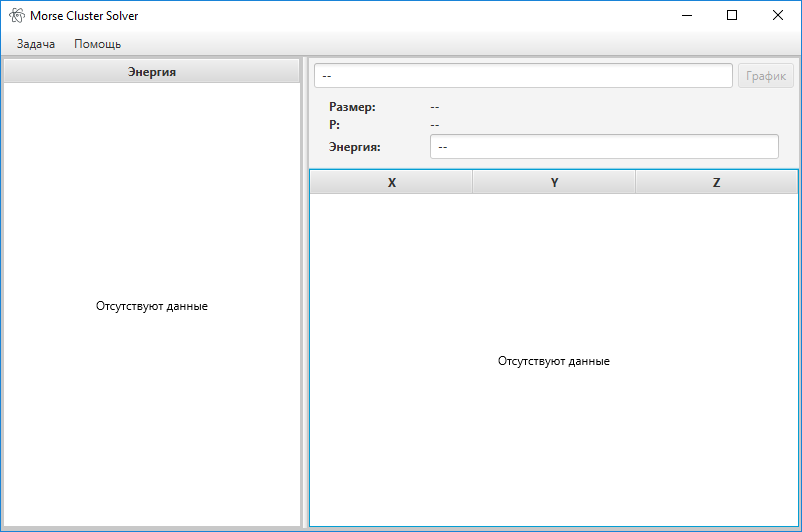 Morse Cluster Solver
Задача Помощь
Энергия
Отсутствуют данные
-- График
Размер: --
P: --
Энергия: --
X Y Z
Отсутствуют данные